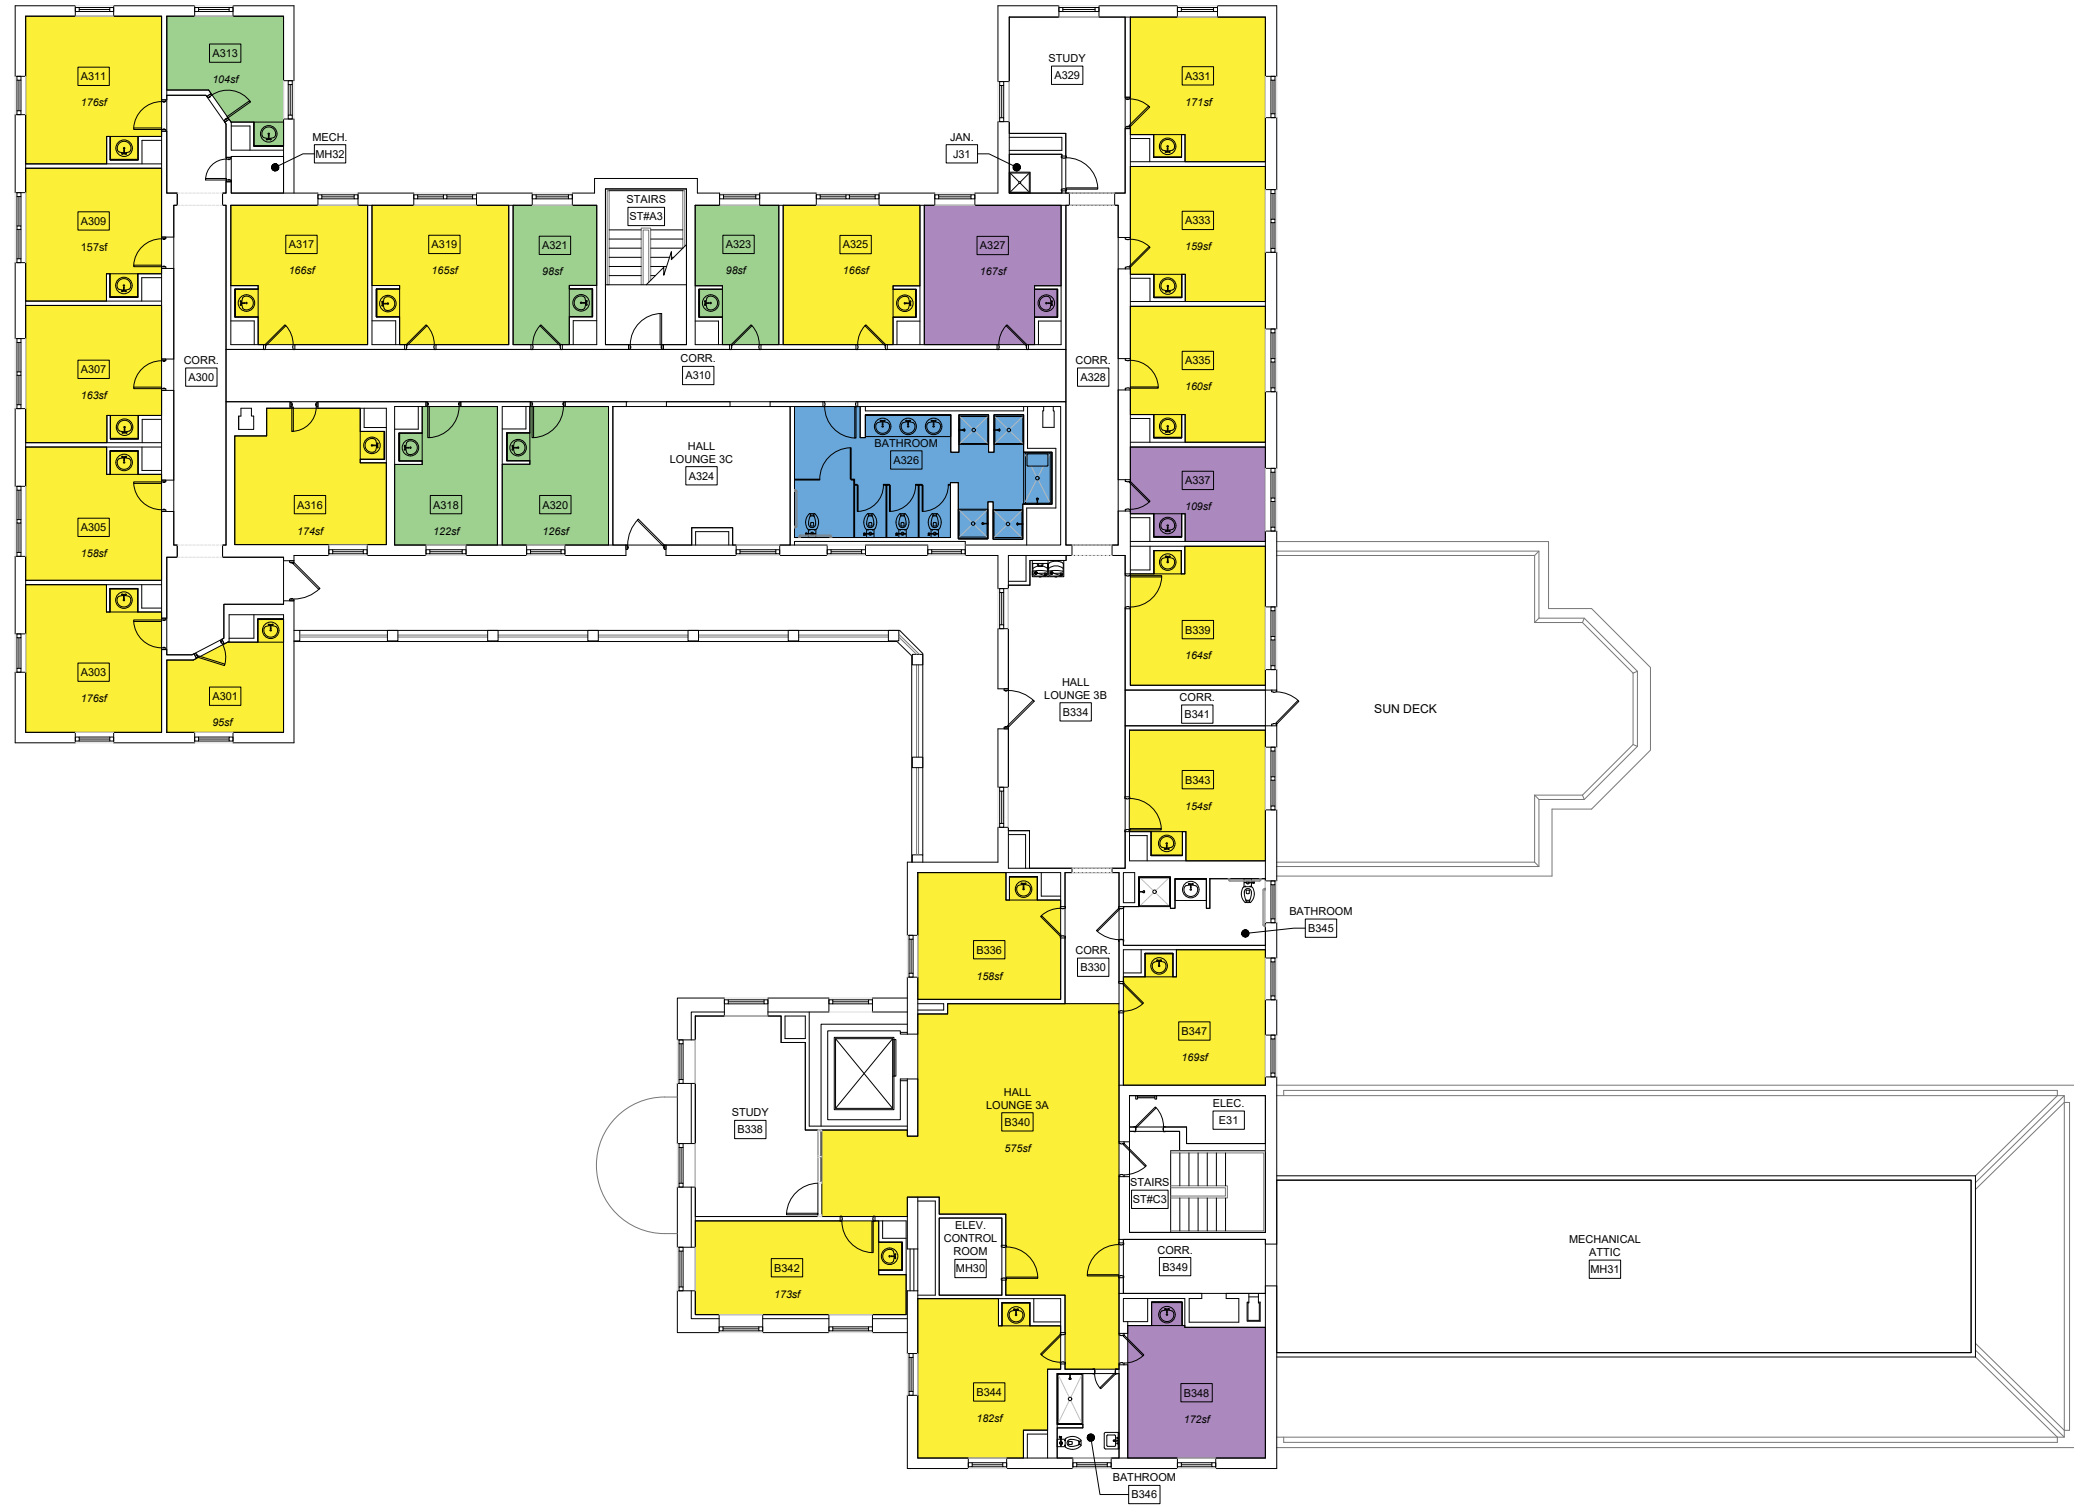 A311
176sf
A313
104sf
MECH.
MH32
A309
157sf
A307
163sf
A305
158sf
A303
176sf
A301
95sf
CORR.
A300
A317
166sf
A319
165sf
A321
98sf
STAIRS
ST#A3
A323
98sf
A325
166sf
A327
167sf
CORR.
A310
A316
174sf
A318
122sf
A320
126sf
HALL
LOUNGE 3C
A324
BATHROOM
A326
STUDY
A329
JAN.
J31
CORR.
A328
A331
171sf
A333
159sf
A335
160sf
A337
109sf
B339
164sf
HALL
LOUNGE 3B
B334
CORR.
B341
SUN DECK
B343
154sf
BATHROOM
B345
B336
158sf
CORR.
B330
B347
169sf
STUDY
B338
HALL
LOUNGE 3A
B340
575sf
ELEC.
E31
STAIRS
ST#C3
ELEV.
CONTROL
ROOM
MH30
CORR.
B349
B342
173sf
MECHANICAL
ATTIC
MH31
B344
182sf
B348
172sf
BATHROOM
B346